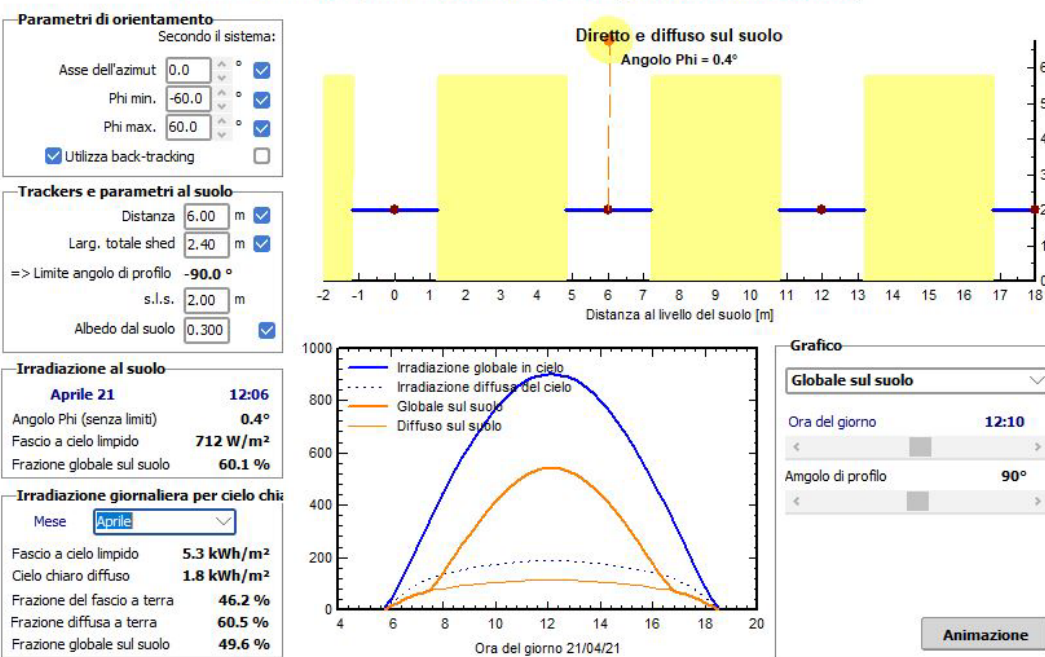 Parametri di orientamento
Secondo il sistema:
Asse dell'azimut 0.0 °
Phi min. -60.0 °
Phi max. 60.0 °
Utilizza back-tracking
Trackers e parametri al suolo
Distanza 6.00 m
Larg. totale shed 2.40 m
=> Limite angolo di profilo -90.0 °
s.l.s. 2.00 m
Albedo dal suolo 0.300
Irradiazione al suolo
Aprile 21 12:06
Angolo Phi (senza limiti) 0.4°
Fascio a cielo limpido 712 W/m²
Frazione globale sul suolo 60.1 %
Irradiazione giornaliera per cielo chia
Mese Aprile
Fascio a cielo limpido 5.3 kWh/m²
Cielo chiaro diffuso 1.8 kWh/m²
Frazione del fascio a terra 46.2 %
Frazione diffusa a terra 60.5 %
Frazione globale sul suolo 49.6 %
Diretto e diffuso sul suolo
Angolo Phi = 0.4°
6
5
4
3
2
1
0
-2 -1 0 1 2 3 4 5 6 7 8 9 10 11 12 13 14 15 16 17 18
Distanza al livello del suolo [m]
1000
800
600
400
200
0
Irradiazione globale in cielo
Irradiazione diffusa del cielo
Globale sul suolo
Diffuso sul suolo
4 6 8 10 12 14 16 18 20
Ora del giorno 21/04/21
Grafico
Globale sul suolo
Ora del giorno 12:10
Angolo di profilo 90°
Animazione